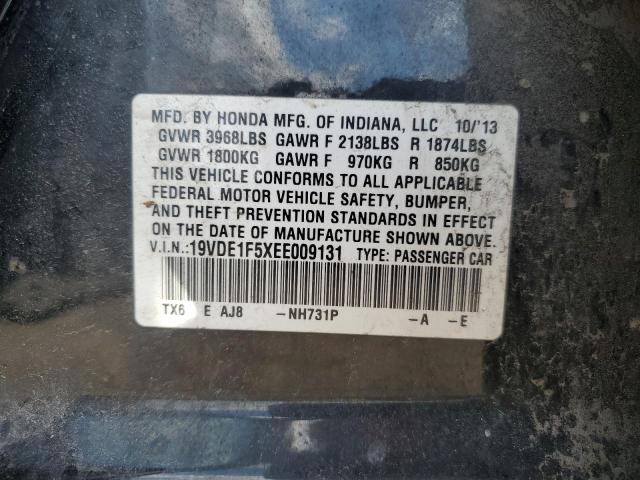 MFD. BY HONDA MFG. OF INDIANA, LLC 10/'13
GVWR 3968LBS GAWR F 2138LBS R 1874LBS
GVWR 1800KG GAWR F 970KG R 850KG
THIS VEHICLE CONFORMS TO ALL APPLICABLE
FEDERAL MOTOR VEHICLE SAFETY, BUMPER,
AND THEFT PREVENTION STANDARDS IN EFFECT
ON THE DATE OF MANUFACTURE SHOWN ABOVE.
V.I.N.:19VDE1F5XEE009131 TYPE: PASSENGER CAR
TX6 E AJ8 -NH731P -A -E